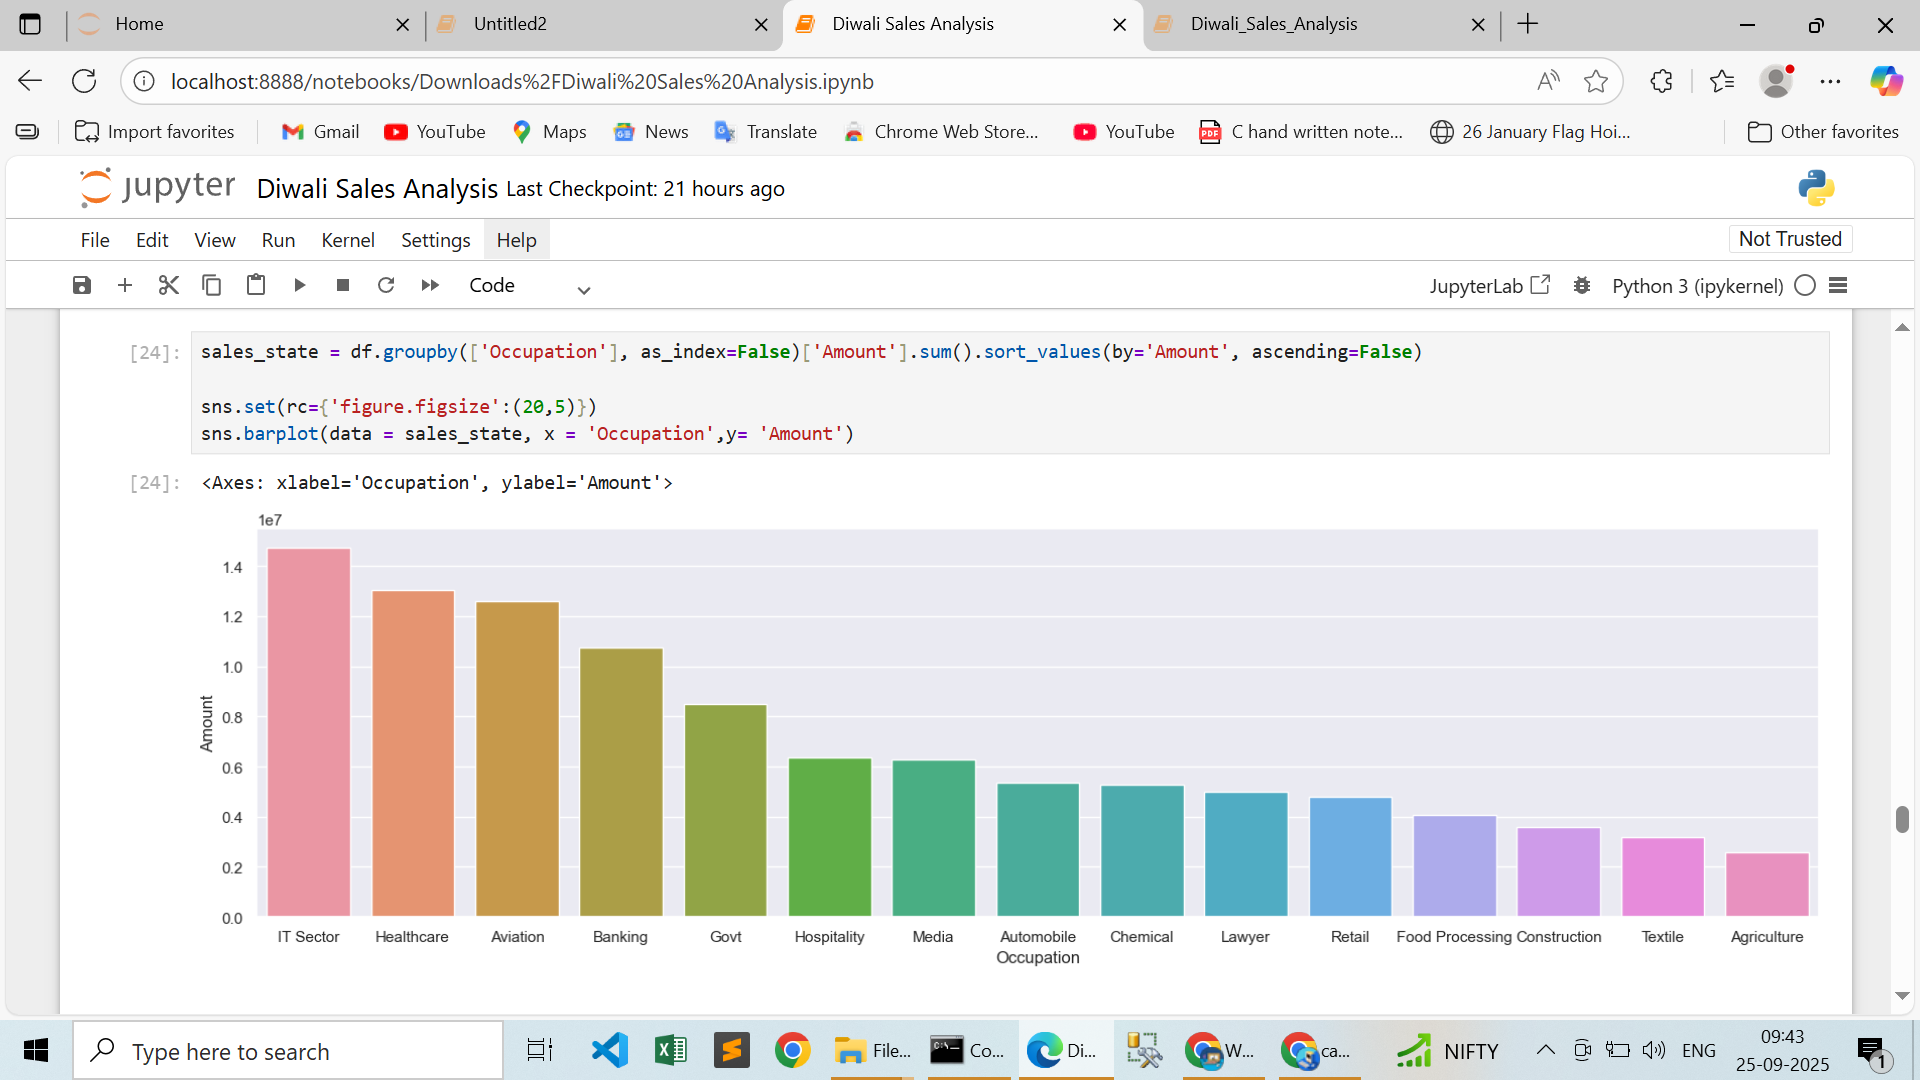 Home
Untitled2
Diwali Sales Analysis
Diwali_Sales_Analysis
localhost:8888/notebooks/Downloads%2FDiwali%20Sales%20Analysis.ipynb
Import favorites
Gmail
YouTube
Maps
News
Translate
Chrome Web Store...
YouTube
PDF
C hand written note...
26 January Flag Hoi...
Other favorites
jupyter Diwali Sales Analysis Last Checkpoint: 21 hours ago
File Edit View Run Kernel Settings Help
Not Trusted
Code
JupyterLab
Python 3 (ipykernel)
[24]: sales_state = df.groupby(['Occupation'], as_index=False)['Amount'].sum().sort_values(by='Amount', ascending=False)
sns.set(rc={'figure.figsize':(20,5)})
sns.barplot(data = sales_state, x = 'Occupation',y= 'Amount')
[24]: <Axes: xlabel='Occupation', ylabel='Amount'>
1e7
1.4
1.2
1.0
0.8
0.6
0.4
0.2
0.0
Amount
IT Sector Healthcare Aviation Banking Govt Hospitality Media Automobile Chemical Lawyer Retail Food Processing Construction Textile Agriculture
Occupation
Type here to search
File...
Co...
Di...
W...
ca...
NIFTY
ENG
09:43
25-09-2025
1